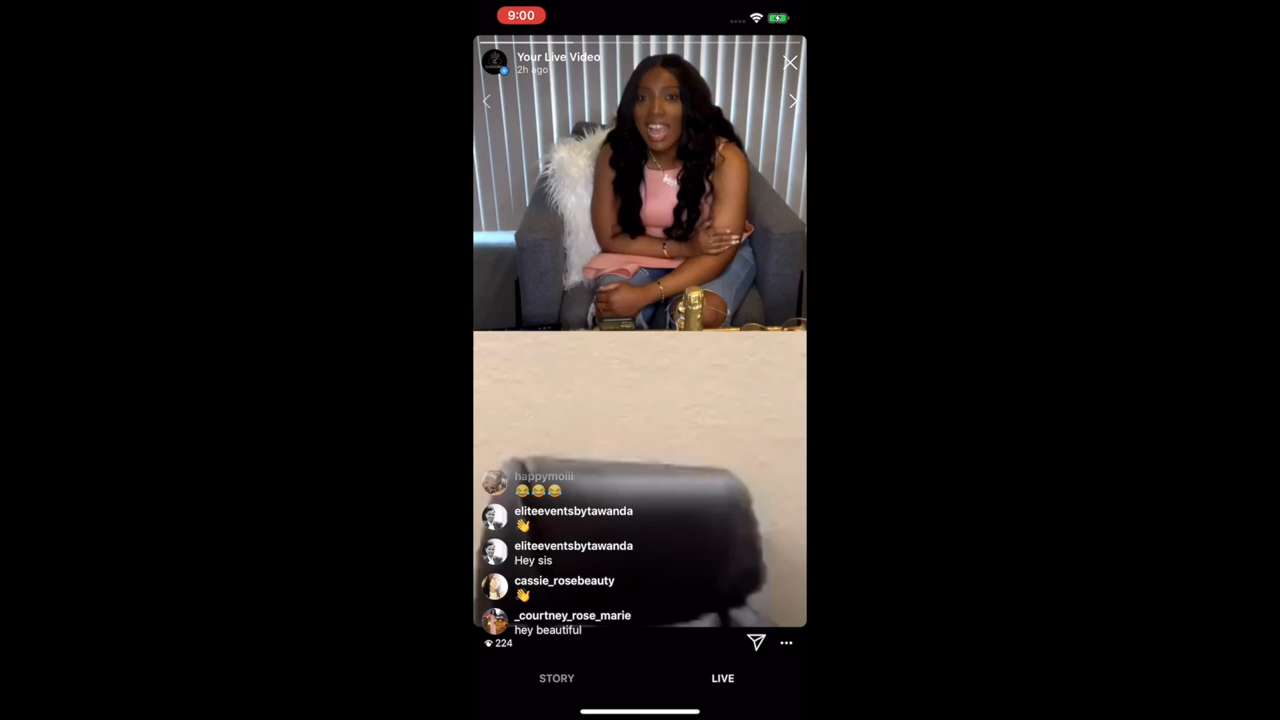 9:00
Your Live Video
2h ago
happymoiii
😂😂😂
eliteeventsbytawanda
👋
eliteeventsbytawanda
Hey sis
cassie_rosebeauty
👋
_courtney_rose_marie
hey beautiful
224
STORY
LIVE